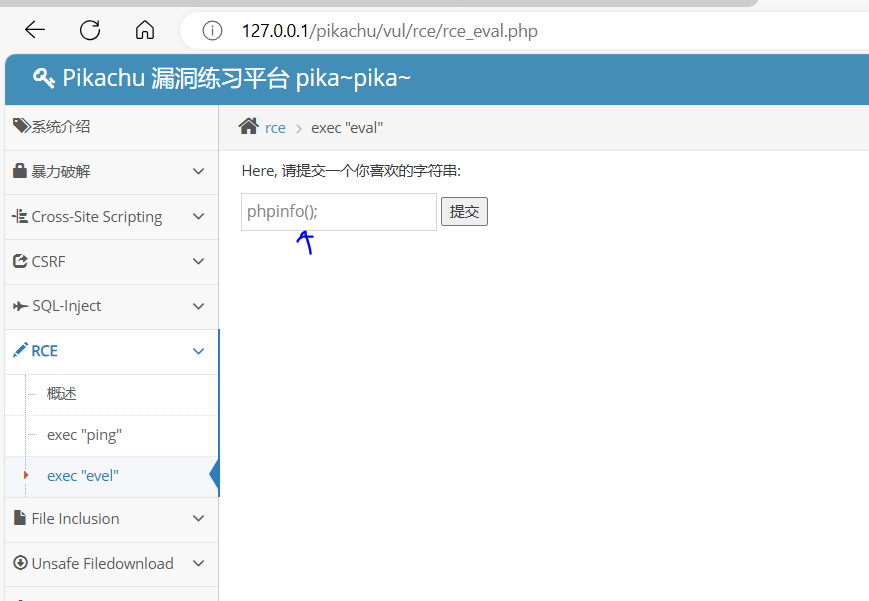 127.0.0.1/pikachu/vul/rce/rce_eval.php
Pikachu 漏洞练习平台 pika~pika~
系统介绍
rce > exec "eval"
暴力破解
Here, 请提交一个你喜欢的字符串:
Cross-Site Scripting
phpinfo(); 提交
CSRF
SQL-Inject
RCE
概述
exec "ping"
exec "evel"
File Inclusion
Unsafe Filedownload